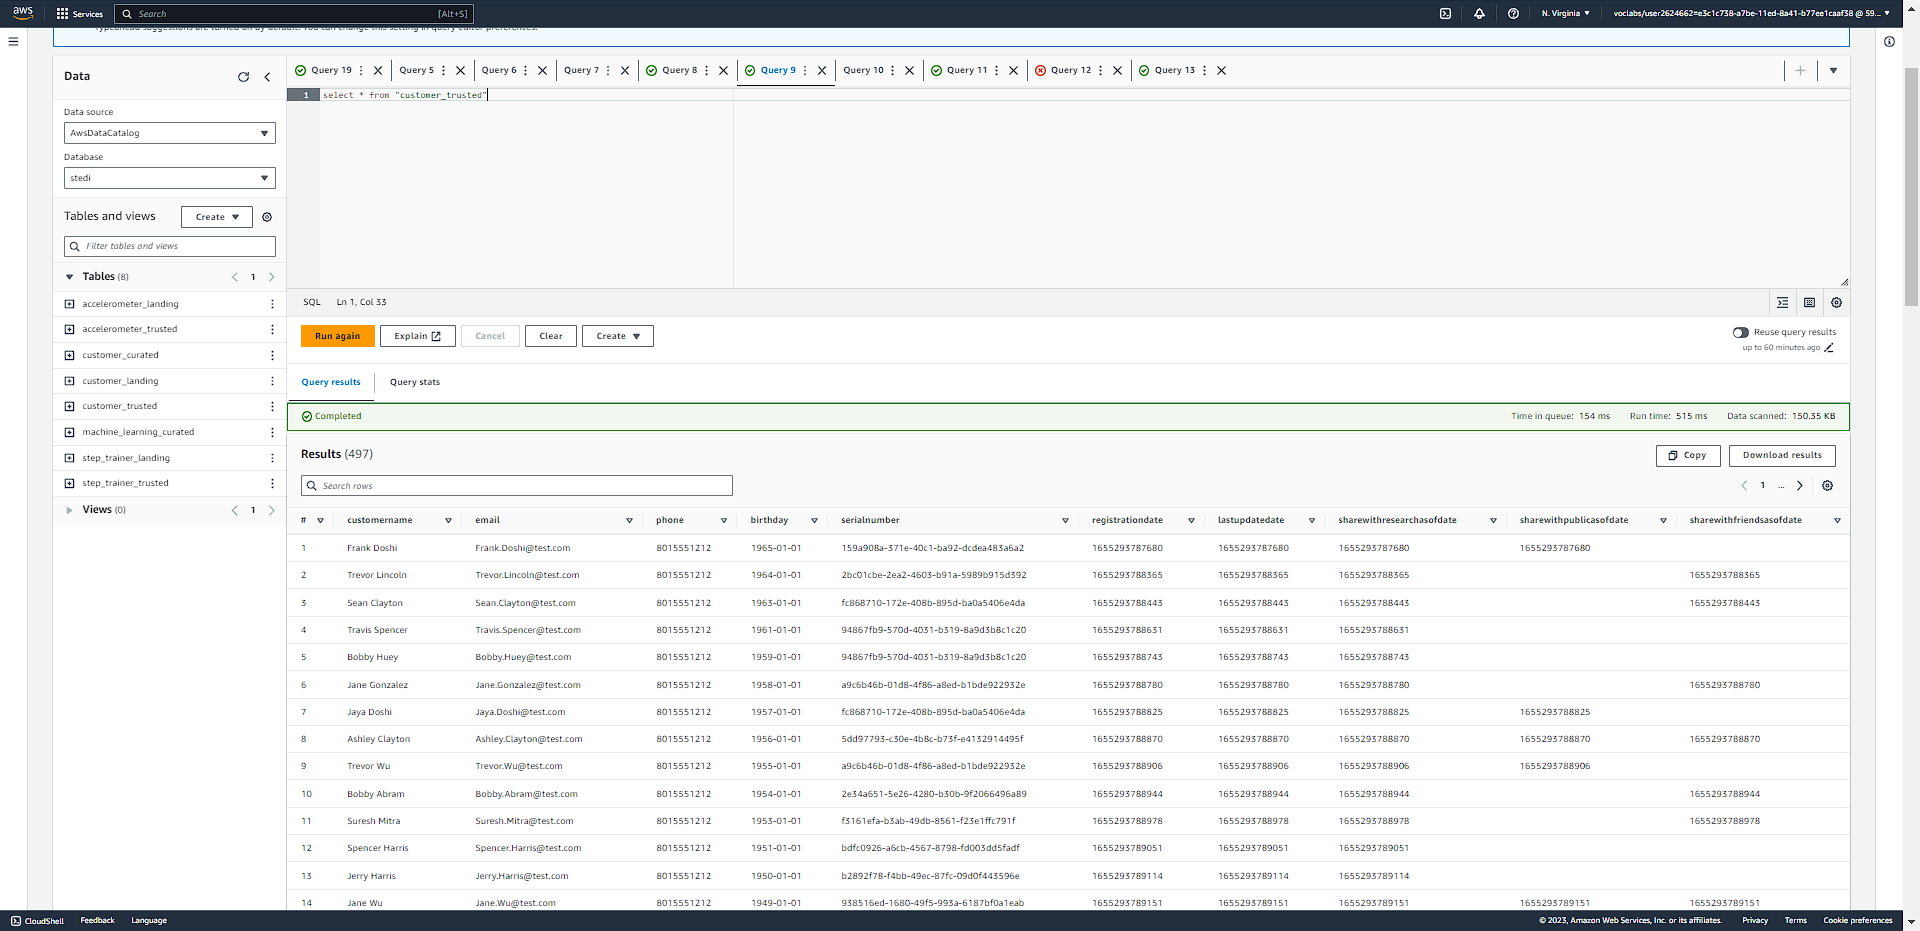 aws Services Search [Alt+S] N. Virginia voclabs/user2624662=e3c1c738-a7be-11ed-8a41-b77ee1caaf38 @ 59...
Typeahead suggestions are turned on by default. You can change this setting in query editor preferences.
Data
Data source
AwsDataCatalog
Database
stedi
Tables and views Create
Filter tables and views
Tables (8) 1
accelerometer_landing
accelerometer_trusted
customer_curated
customer_landing
customer_trusted
machine_learning_curated
step_trainer_landing
step_trainer_trusted
Views (0) 1
Query 19 Query 5 Query 6 Query 7 Query 8 Query 9 Query 10 Query 11 Query 12 Query 13
1 select * from "customer_trusted"
SQL Ln 1, Col 33
Run again Explain Cancel Clear Create
Reuse query results
up to 60 minutes ago
Query results Query stats
Completed Time in queue: 154 ms Run time: 515 ms Data scanned: 150.35 KB
Results (497) Copy Download results
Search rows 1 ...
# customername email phone birthday serialnumber registrationdate lastupdatedate sharewithresearchasofdate sharewithpublicasofdate sharewithfriendsasofdate
1 Frank Doshi Frank.Doshi@test.com 8015551212 1965-01-01 159a908a-371e-40c1-ba92-dcdea483a6a2 1655293787680 1655293787680 1655293787680 1655293787680
2 Trevor Lincoln Trevor.Lincoln@test.com 8015551212 1964-01-01 2bc01cbe-2ea2-4603-b91a-5989b915d392 1655293788365 1655293788365 1655293788365 1655293788365
3 Sean Clayton Sean.Clayton@test.com 8015551212 1963-01-01 fc868710-172e-408b-895d-ba0a5406e4da 1655293788443 1655293788443 1655293788443 1655293788443
4 Travis Spencer Travis.Spencer@test.com 8015551212 1961-01-01 94867fb9-570d-4031-b319-8a9d3b8c1c20 1655293788631 1655293788631 1655293788631
5 Bobby Huey Bobby.Huey@test.com 8015551212 1959-01-01 94867fb9-570d-4031-b319-8a9d3b8c1c20 1655293788743 1655293788743 1655293788743
6 Jane Gonzalez Jane.Gonzalez@test.com 8015551212 1958-01-01 a9c6b46b-01d8-4f86-a8ed-b1bde922932e 1655293788780 1655293788780 1655293788780 1655293788780
7 Jaya Doshi Jaya.Doshi@test.com 8015551212 1957-01-01 fc868710-172e-408b-895d-ba0a5406e4da 1655293788825 1655293788825 1655293788825 1655293788825
8 Ashley Clayton Ashley.Clayton@test.com 8015551212 1956-01-01 5dd97793-c30e-4b8c-b73f-e4132914495f 1655293788870 1655293788870 1655293788870 1655293788870 1655293788870
9 Trevor Wu Trevor.Wu@test.com 8015551212 1955-01-01 a9c6b46b-01d8-4f86-a8ed-b1bde922932e 1655293788906 1655293788906 1655293788906 1655293788906
10 Bobby Abram Bobby.Abram@test.com 8015551212 1954-01-01 2e34a651-5e26-4280-b30b-9f2066496a89 1655293788944 1655293788944 1655293788944 1655293788944
11 Suresh Mitra Suresh.Mitra@test.com 8015551212 1953-01-01 f3161efa-b3ab-49db-8561-f23e1ffc791f 1655293788978 1655293788978 1655293788978 1655293788978
12 Spencer Harris Spencer.Harris@test.com 8015551212 1951-01-01 bdfc0926-a6cb-4567-8798-fd003dd5fadf 1655293789051 1655293789051 1655293789051
13 Jerry Harris Jerry.Harris@test.com 8015551212 1950-01-01 b2892f78-f4bb-49ec-87fc-09d0f443596e 1655293789114 1655293789114 1655293789114
14 Jane Wu Jane.Wu@test.com 8015551212 1949-01-01 938516ed-1680-49f5-993a-6187bf0a1eab 1655293789151 1655293789151 1655293789151 1655293789151 1655293789151
CloudShell Feedback Language © 2023, Amazon Web Services, Inc. or its affiliates. Privacy Terms Cookie preferences